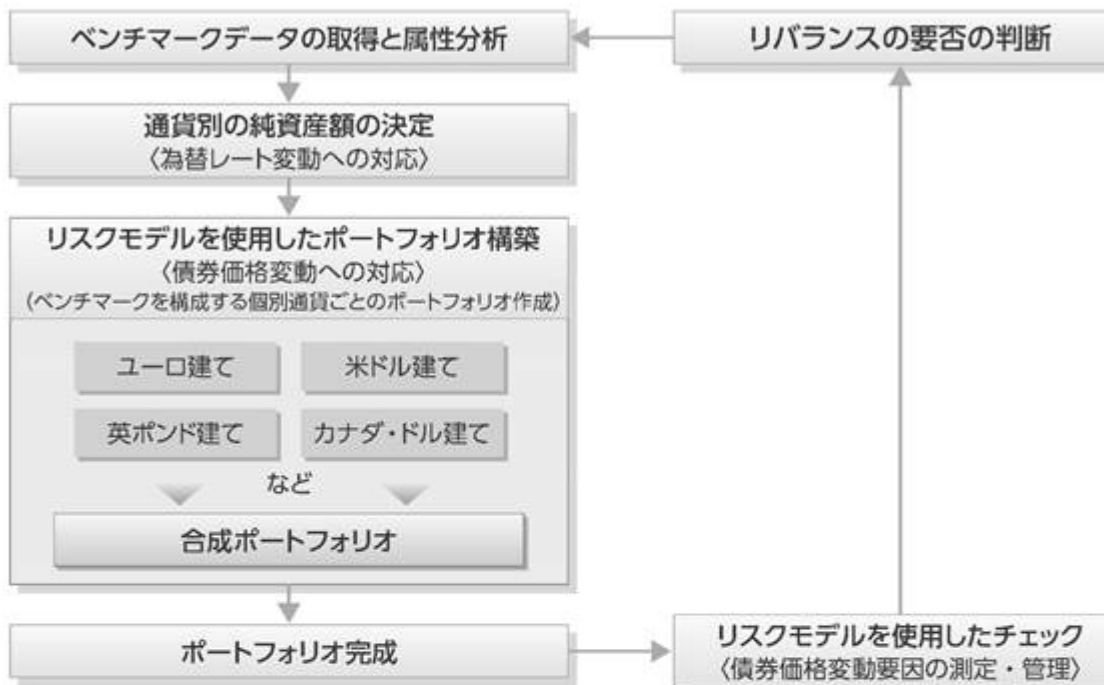 ベンチマークデータの取得と属性分析
リバランスの要否の判断
通貨別の純資産額の決定
〈為替レート変動への対応〉
リスクモデルを使用したポートフォリオ構築
〈債券価格変動への対応〉
(ベンチマークを構成する個別通貨ごとのポートフォリオ作成)
ユーロ建て
米ドル建て
英ポンド建て
カナダ・ドル建て
など
合成ポートフォリオ
ポートフォリオ完成
リスクモデルを使用したチェック
〈債券価格変動要因の測定・管理〉